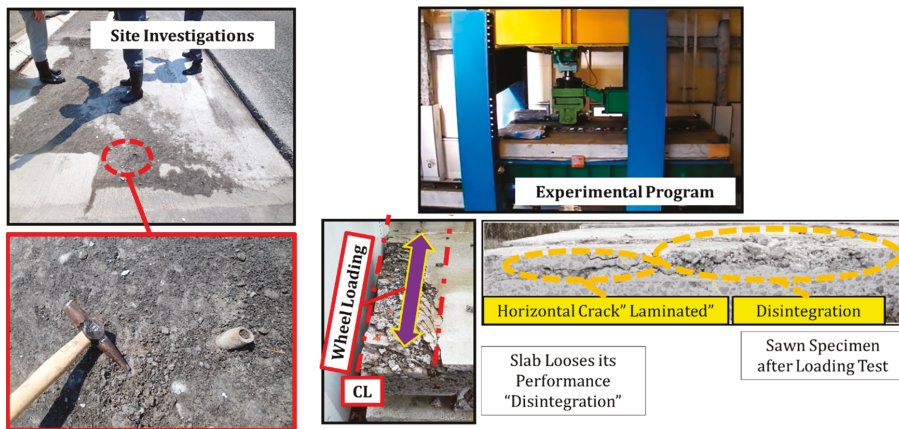 Site Investigations
Experimental Program
Wheel Loading
CL
Horizontal Crack" Laminated"
Disintegration
Slab Looses its
Performance
"Disintegration"
Sawn Specimen
after Loading Test